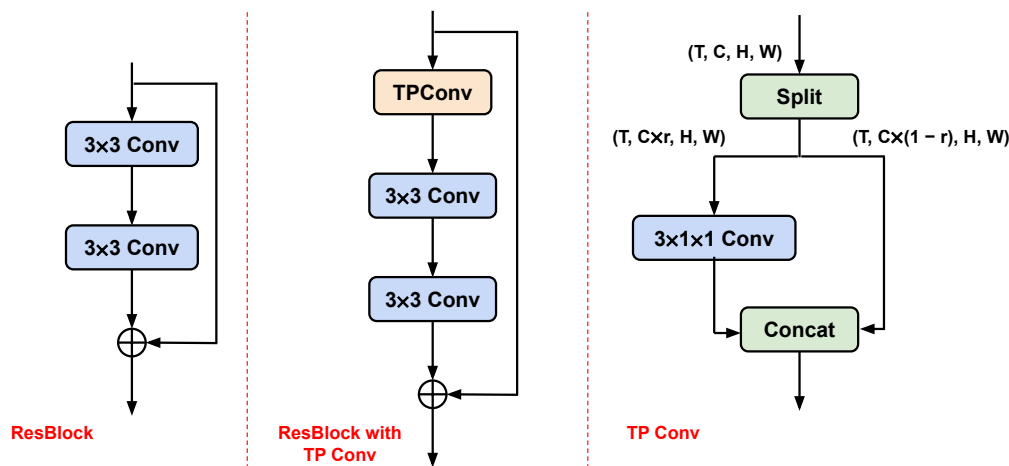 3×3 Conv
3×3 Conv
ResBlock
TPConv
3×3 Conv
3×3 Conv
ResBlock with
TP Conv
(T, C, H, W)
Split
(T, C×r, H, W)
(T, C×(1 − r), H, W)
3×1×1 Conv
Concat
TP Conv